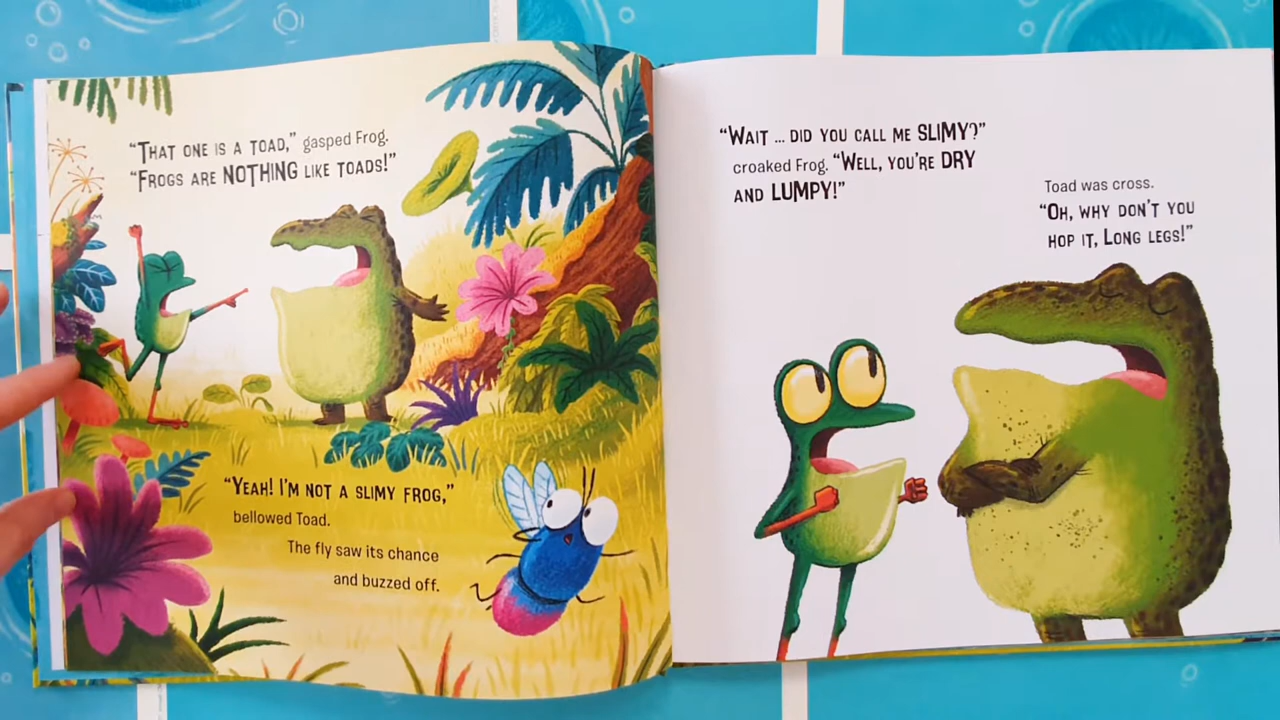 “THAT ONE IS A TOAD,” gasped Frog.
“FROGS ARE NOTHING LIKE TOADS!”
“YEAH! I’M NOT A SLIMY FROG,”
bellowed Toad.
The fly saw its chance
and buzzed off.
“WAIT ... DID YOU CALL ME SLIMY?”
croaked Frog. “WELL, YOU’RE DRY
AND LUMPY!”
Toad was cross.
“OH, WHY DON’T YOU
HOP IT, LONG LEGS!”